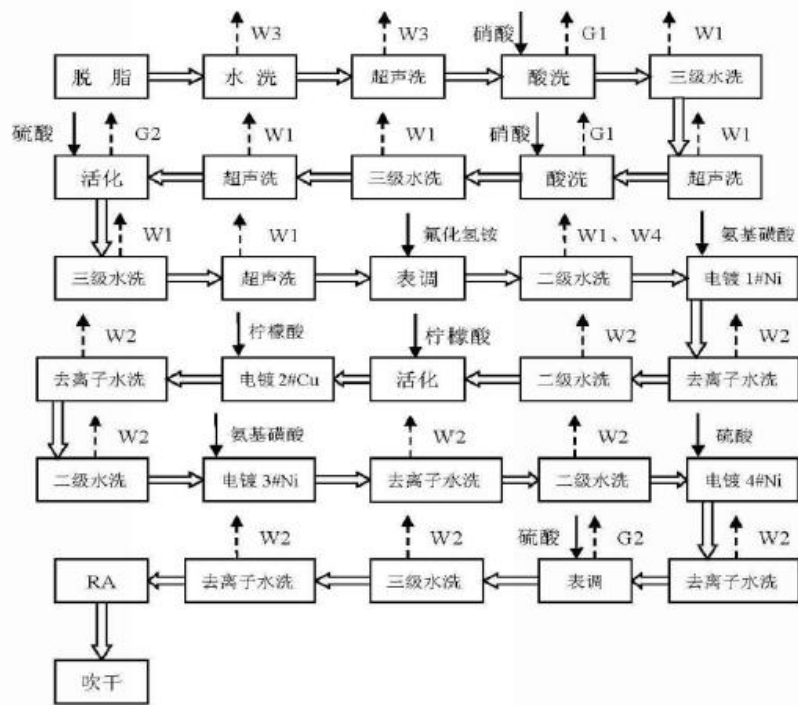 W3 W3 硝酸 G1 W1
脱 脂 水 洗 超声洗 酸洗 三级水洗
硫酸 G2 W1 W1 硝酸 G1 W1
活化 超声洗 三级水洗 酸洗 超声洗
W1 W1 氟化氢铵 W1、W4 氨基磺酸
三级水洗 超声洗 表调 二级水洗 电镀 1#Ni
W2 柠檬酸 柠檬酸 W2 W2
去离子水洗 电镀 2#Cu 活化 二级水洗 去离子水洗
W2 氨基磺酸 W2 W2 硫酸
二级水洗 电镀 3#Ni 去离子水洗 二级水洗 电镀 4#Ni
W2 W2 硫酸 G2 W2
RA 去离子水洗 三级水洗 表调 去离子水洗
吹干